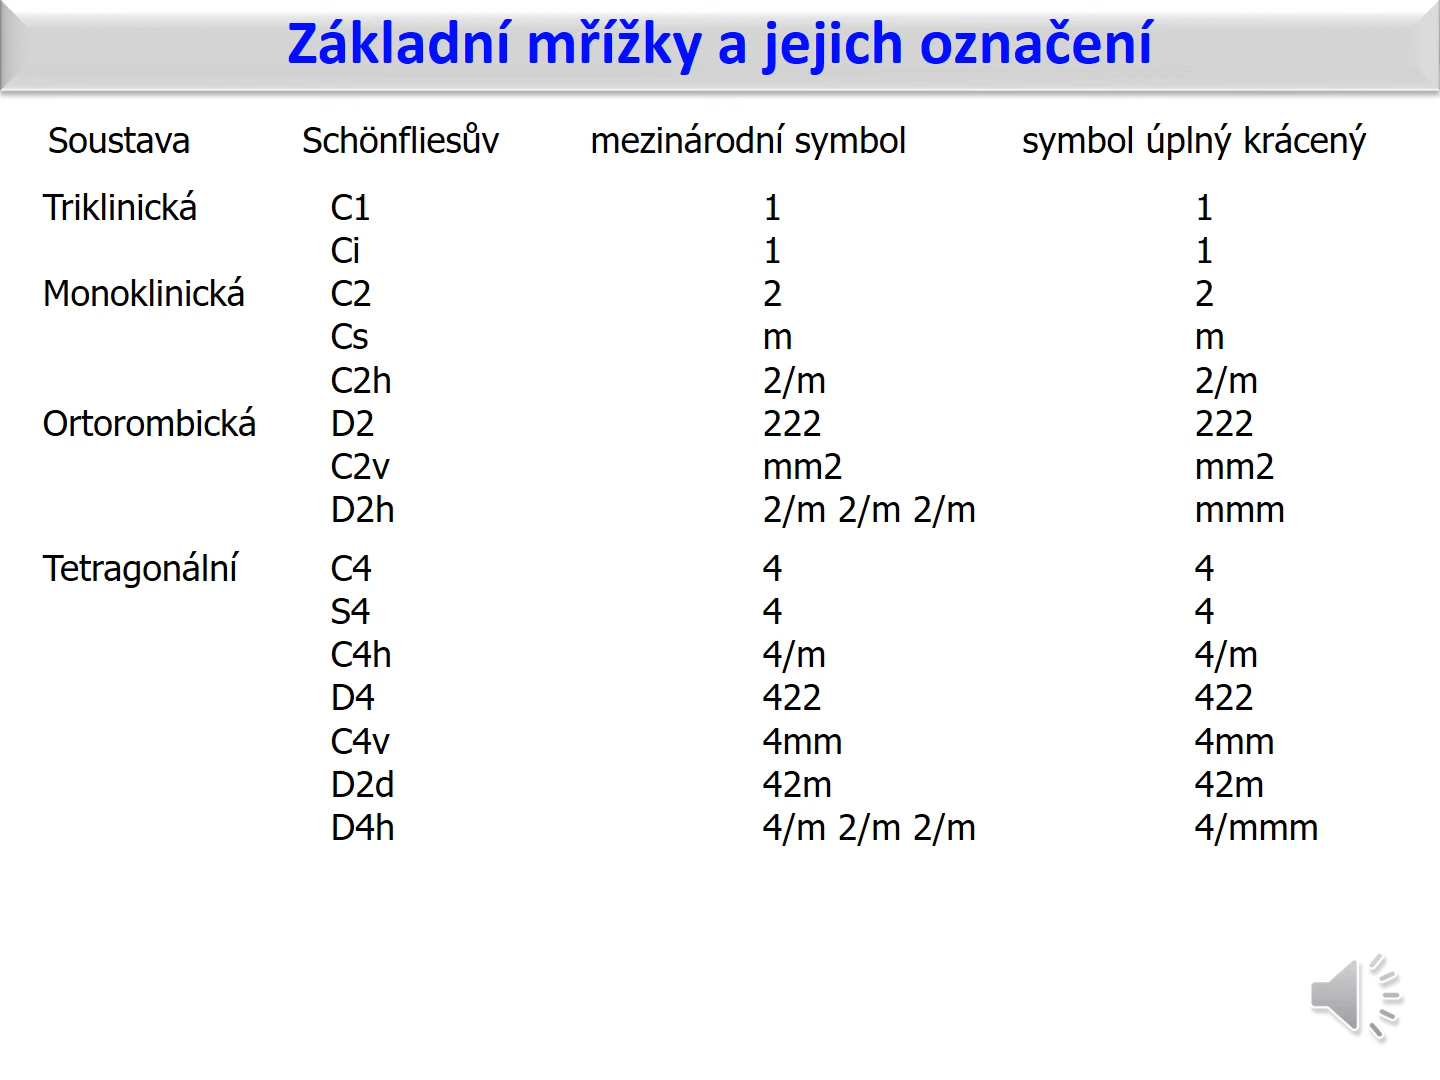 Základní mřížky a jejich označení
Soustava Schönfliesův mezinárodní symbol symbol úplný krácený
Triklinická C1 1 1
Ci 1 1
Monoklinická C2 2 2
Cs m m
C2h 2/m 2/m
Ortorombická D2 222 222
C2v mm2 mm2
D2h 2/m 2/m 2/m mmm
Tetragonální C4 4 4
S4 4 4
C4h 4/m 4/m
D4 422 422
C4v 4mm 4mm
D2d 42m 42m
D4h 4/m 2/m 2/m 4/mmm